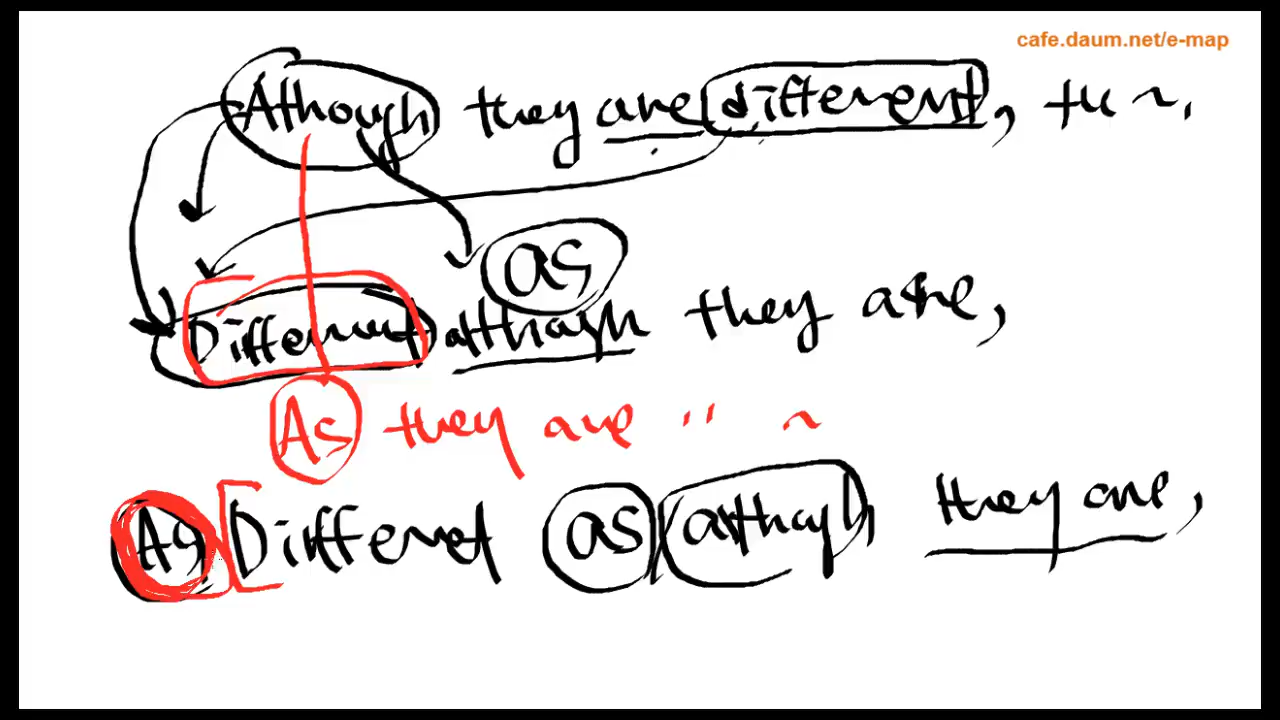 cafe.daum.net/e-map
Although they are different, the ~.
as
Different although they are,
As they are " ~
As Different as although they are,